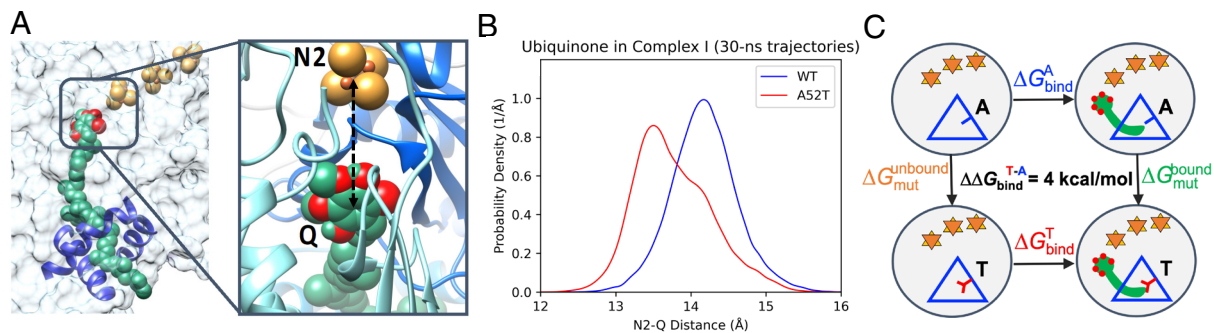 A
N2
Q
B
Ubiquinone in Complex I (30-ns trajectories)
WT
A52T
Probability Density (1/Å)
1.0
0.8
0.6
0.4
0.2
0.0
12
13
14
15
16
N2-Q Distance (Å)
C
A
ΔG^A_bind
A
ΔG^unbound_mut
ΔΔG^T-A_bind = 4 kcal/mol
ΔG^bound_mut
T
ΔG^T_bind
T